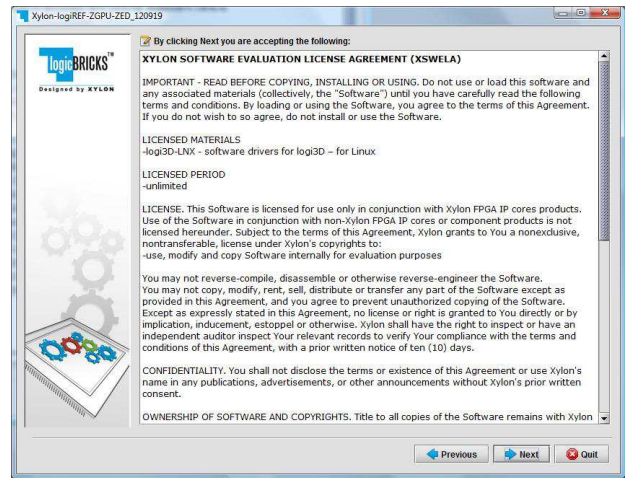 Xylon-logiREF-ZGPU-ZED_120919
logicBRICKS™
Designed by XYLON
By clicking Next you are accepting the following:
XYLON SOFTWARE EVALUATION LICENSE AGREEMENT (XSWELA)
IMPORTANT - READ BEFORE COPYING, INSTALLING OR USING. Do not use or load this software and
any associated materials (collectively, the "Software") until you have carefully read the following
terms and conditions. By loading or using the Software, you agree to the terms of this Agreement.
If you do not wish to so agree, do not install or use the Software.
LICENSED MATERIALS
-logi3D-LNX - software drivers for logi3D – for Linux
LICENSED PERIOD
-unlimited
LICENSE. This Software is licensed for use only in conjunction with Xylon FPGA IP cores products.
Use of the Software in conjunction with non-Xylon FPGA IP cores or component products is not
licensed hereunder. Subject to the terms of this Agreement, Xylon grants to You a nonexclusive,
nontransferable, license under Xylon's copyrights to:
-use, modify and copy Software internally for evaluation purposes
You may not reverse-compile, disassemble or otherwise reverse-engineer the Software.
You may not copy, modify, rent, sell, distribute or transfer any part of the Software except as
provided in this Agreement, and you agree to prevent unauthorized copying of the Software.
Except as expressly stated in this Agreement, no license or right is granted to You directly or by
implication, inducement, estoppel or otherwise. Xylon shall have the right to inspect or have an
independent auditor inspect Your relevant records to verify Your compliance with the terms and
conditions of this Agreement, with a prior written notice of ten (10) days.
CONFIDENTIALITY. You shall not disclose the terms or existence of this Agreement or use Xylon's
name in any publications, advertisements, or other announcements without Xylon's prior written
consent.
OWNERSHIP OF SOFTWARE AND COPYRIGHTS. Title to all copies of the Software remains with Xylon
Previous
Next
Quit